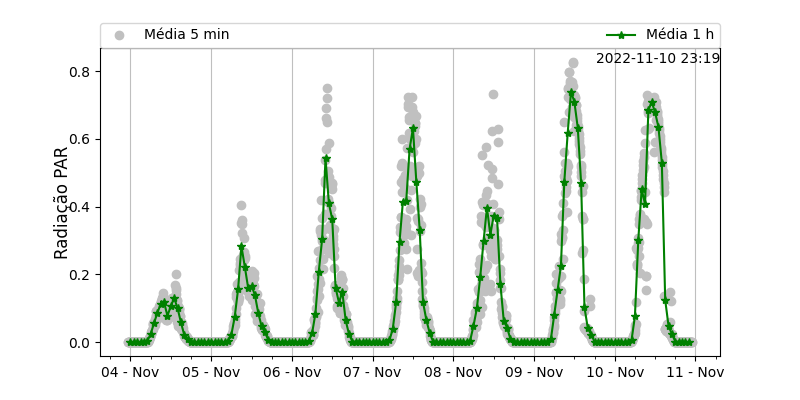 Média 5 min
Média 1 h
2022-11-10 23:19
Radiação PAR
0.8
0.6
0.4
0.2
0.0
04 - Nov
05 - Nov
06 - Nov
07 - Nov
08 - Nov
09 - Nov
10 - Nov
11 - Nov